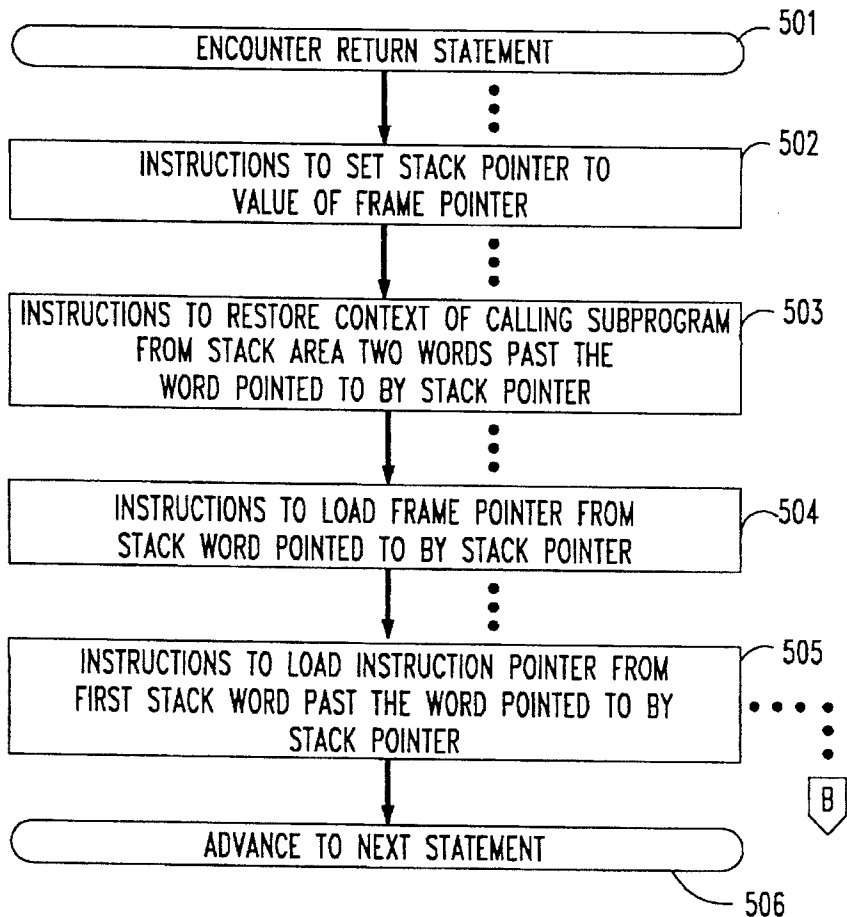 501
ENCOUNTER RETURN STATEMENT
502
INSTRUCTIONS TO SET STACK POINTER TO
VALUE OF FRAME POINTER
503
INSTRUCTIONS TO RESTORE CONTEXT OF CALLING SUBPROGRAM
FROM STACK AREA TWO WORDS PAST THE
WORD POINTED TO BY STACK POINTER
INSTRUCTIONS TO LOAD FRAME POINTER FROM
504
STACK WORD POINTED TO BY STACK POINTER
505
INSTRUCTIONS TO LOAD INSTRUCTION POINTER FROM
FIRST STACK WORD PAST THE WORD POINTED TO BY
STACK POINTER
B
ADVANCE TO NEXT STATEMENT
506